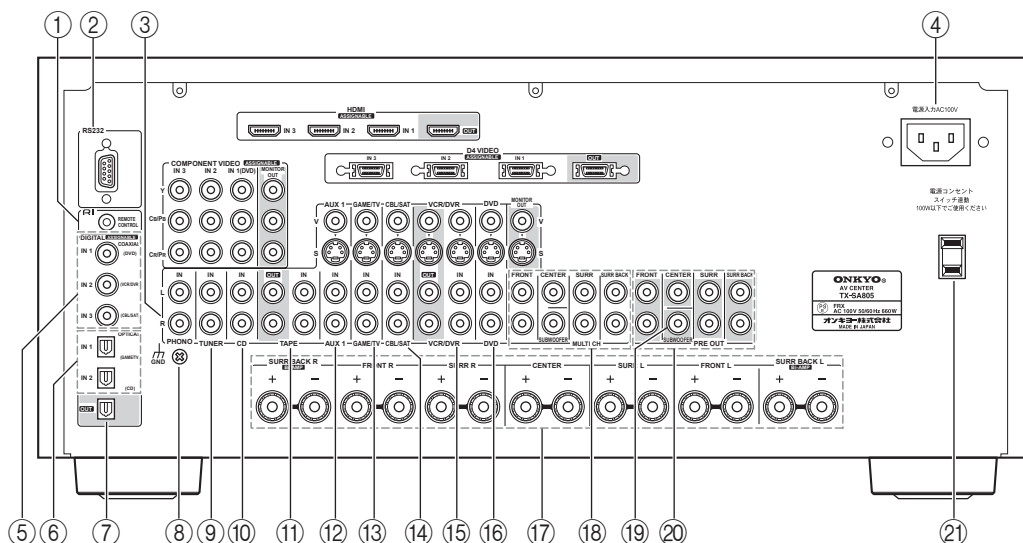 ① ② ③ ④
HDMI
ASSIGNABLE
IN 3 IN 2 IN 1 OUT
電源入力AC100V
RS232
D4 VIDEO
ASSIGNABLE
IN 3 IN 2 IN 1 OUT
COMPONENT VIDEO ASSIGNABLE
IN 3 IN 2 IN 1(DVD) MONITOR OUT
Y
CB/PB
CR/PR
電源コンセント
スイッチ連動
100W以下でご使用ください
AUX 1 GAME/TV CBL/SAT VCR/DVR DVD MONITOR OUT
V V
S S
RI REMOTE CONTROL
DIGITAL ASSIGNABLE
COAXIAL
IN 1 (DVD)
IN 2 (VCR/DVR
IN 3 (CBL/SAT
OPTICAL
IN 1 (GAME/TV
IN 2 (CD)
OUT
IN IN IN OUT IN IN IN IN OUT IN IN
L
R
FRONT CENTER SURR SURR BACK
SUBWOOFER MULTI CH
FRONT CENTER SURR SURR BACK
SUBWOOFER PRE OUT
GND
PHONO TUNER CD TAPE AUX 1 GAME/TV CBL/SAT VCR/DVR DVD
ONKYO®
AV CENTER
TX-SA805
PS E FRX
AC 100V 50/60Hz 660W
オンキヨー株式会社
MADE IN JAPAN
SURR BACK R FRONT R SURR R CENTER SURR L FRONT L SURR BACK L
BI-AMP BI-AMP
+ − + − + − + − + − + − + −
⑤ ⑥ ⑦ ⑧ ⑨ ⑩ ⑪ ⑫ ⑬ ⑭ ⑮ ⑯ ⑰ ⑱ ⑲ ⑳ ㉑